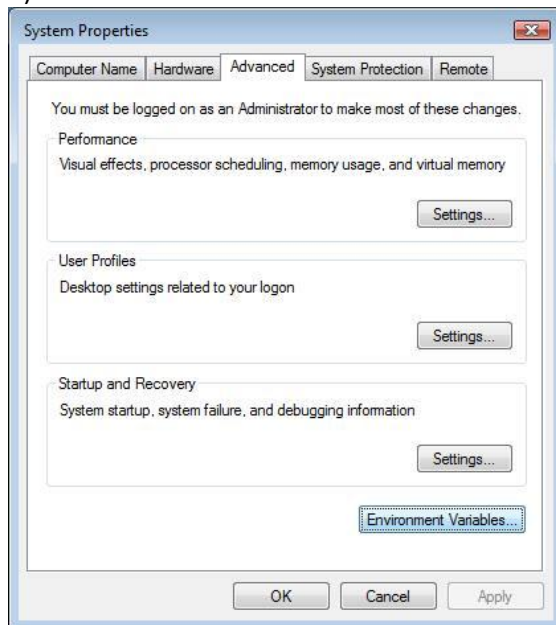 System Properties
Computer Name Hardware Advanced System Protection Remote
You must be logged on as an Administrator to make most of these changes.
Performance
Visual effects, processor scheduling, memory usage, and virtual memory
Settings...
User Profiles
Desktop settings related to your logon
Settings...
Startup and Recovery
System startup, system failure, and debugging information
Settings...
Environment Variables...
OK Cancel Apply